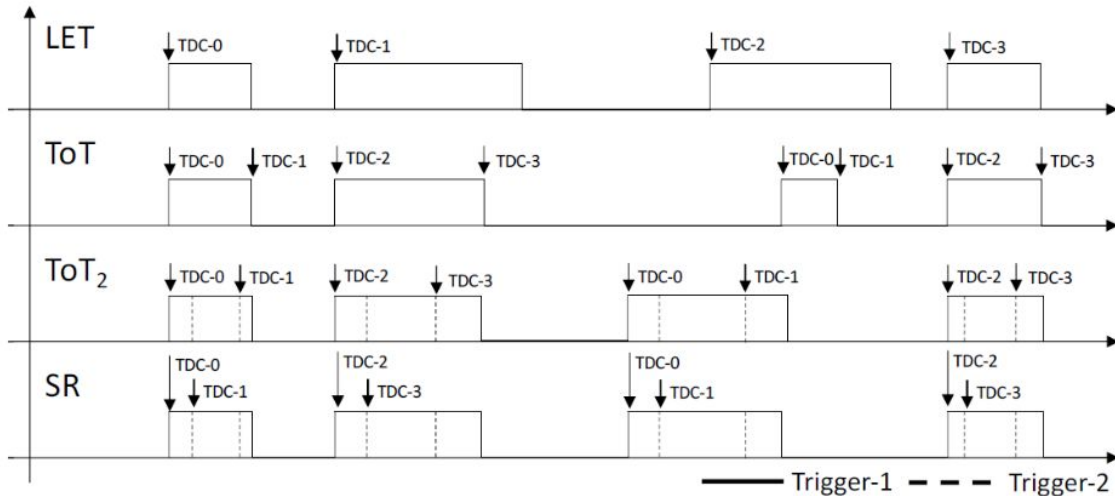 LET
TDC-0
TDC-1
TDC-2
TDC-3
ToT
TDC-0
TDC-1
TDC-2
TDC-3
TDC-0
TDC-1
TDC-2
TDC-3
ToT₂
TDC-0
TDC-1
TDC-2
TDC-3
TDC-0
TDC-1
TDC-2
TDC-3
SR
TDC-0
TDC-1
TDC-2
TDC-3
TDC-0
TDC-1
TDC-2
TDC-3
Trigger-1
Trigger-2